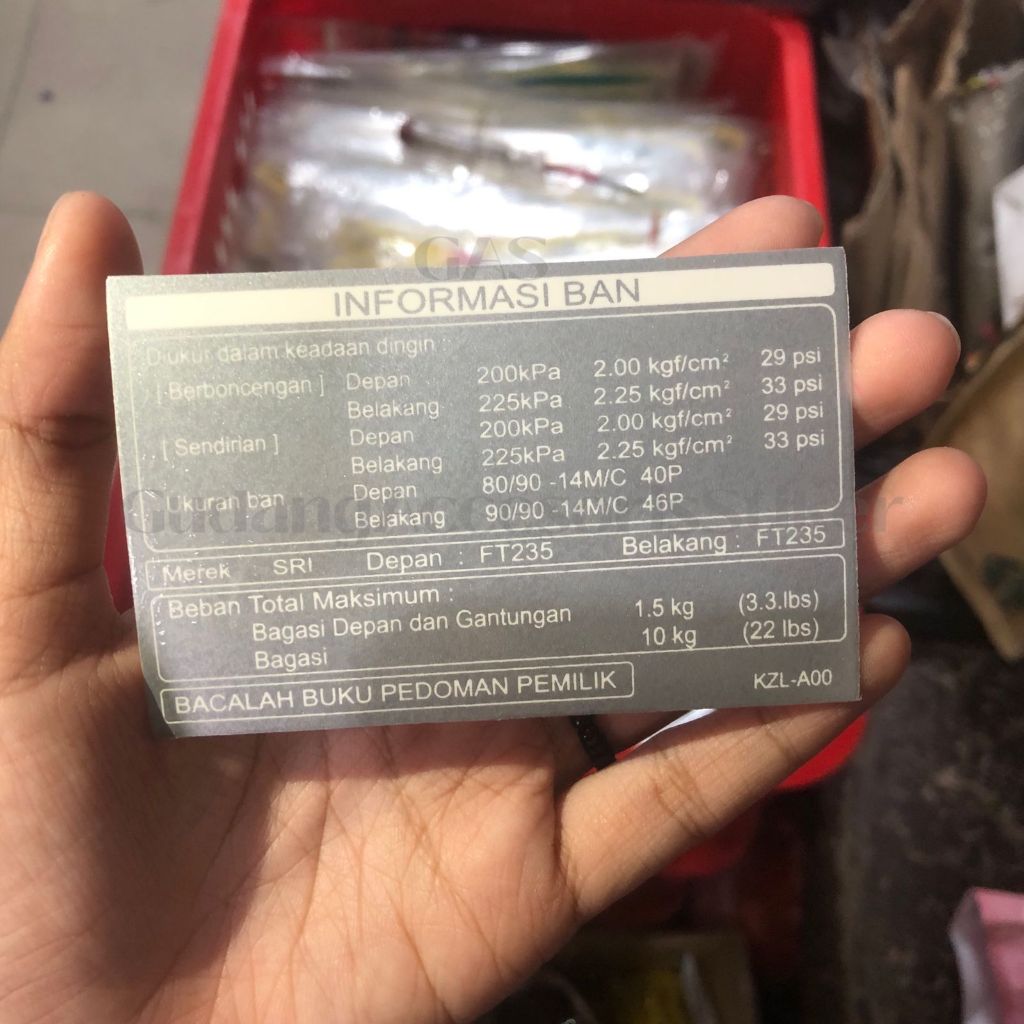 GAS
INFORMASI BAN
Diukur dalam keadaan dingin :
[ Berboncengan ] Depan 200kPa 2.00 kgf/cm² 29 psi
Belakang 225kPa 2.25 kgf/cm² 33 psi
[ Sendirian ] Depan 200kPa 2.00 kgf/cm² 29 psi
Belakang 225kPa 2.25 kgf/cm² 33 psi
Ukuran ban Depan 80/90 -14M/C 40P
Belakang 90/90 -14M/C 46P
Merek : SRI Depan : FT235 Belakang : FT235
Beban Total Maksimum :
Bagasi Depan dan Gantungan 1.5 kg (3.3.lbs)
Bagasi 10 kg (22 lbs)
BACALAH BUKU PEDOMAN PEMILIK KZL-A00